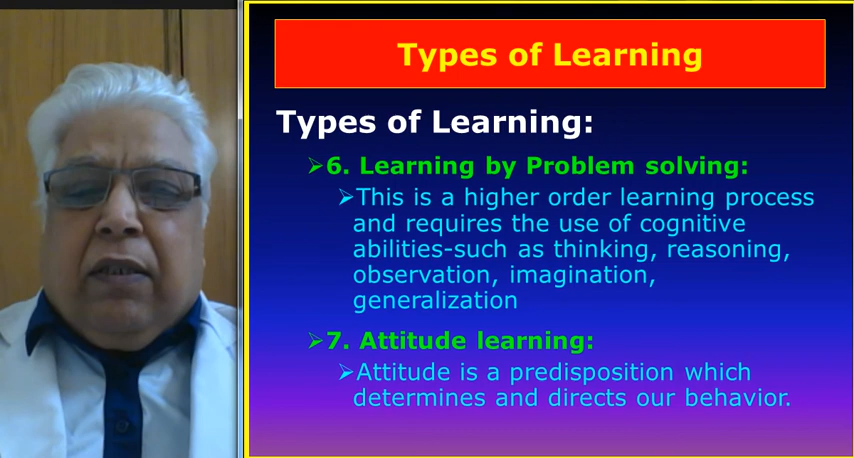 Types of Learning
Types of Learning:
➢6. Learning by Problem solving:
➢This is a higher order learning process
and requires the use of cognitive
abilities-such as thinking, reasoning,
observation, imagination,
generalization
➢7. Attitude learning:
➢Attitude is a predisposition which
determines and directs our behavior.